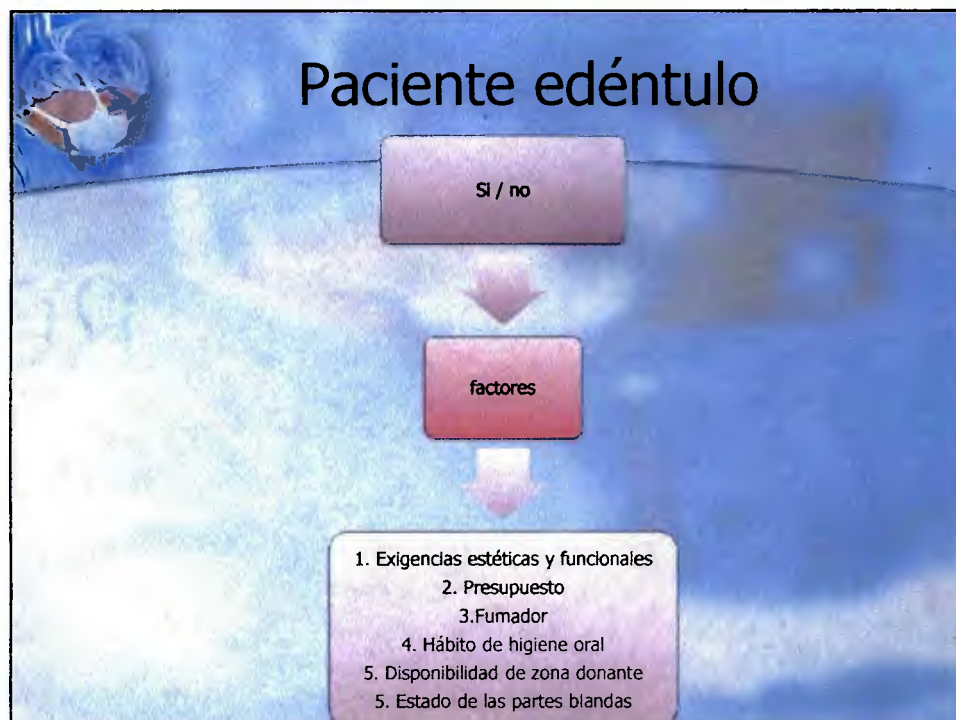 Paciente edéntulo
Si / no
factores
1. Exigencias estéticas y funcionales
2. Presupuesto
3.Fumador
4. Hábito de higiene oral
5. Disponibilidad de zona donante
5. Estado de las partes blandas